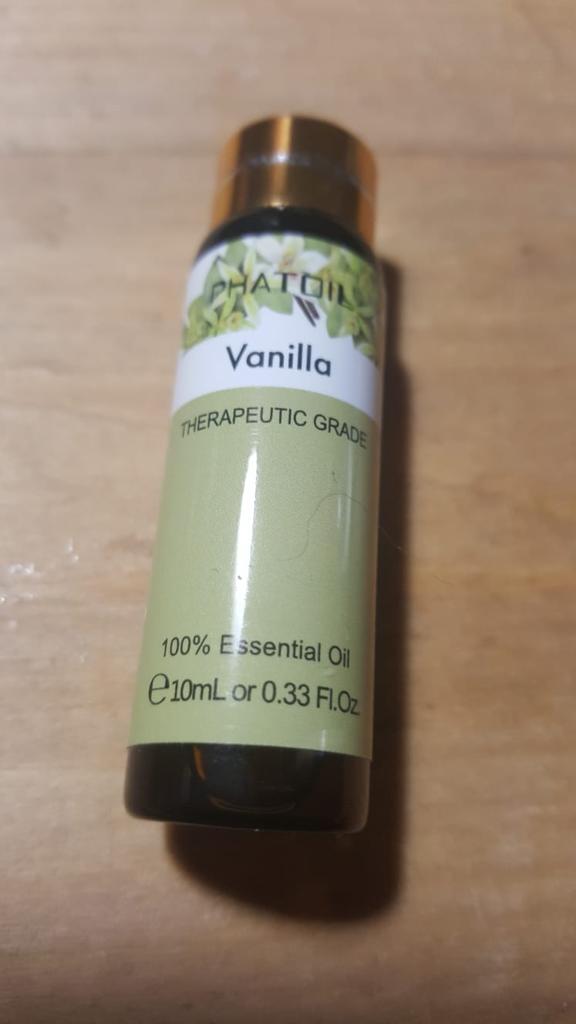 PHATOIL
Vanilla
THERAPEUTIC GRADE
100% Essential Oil
℮10mL or 0.33 Fl.Oz.